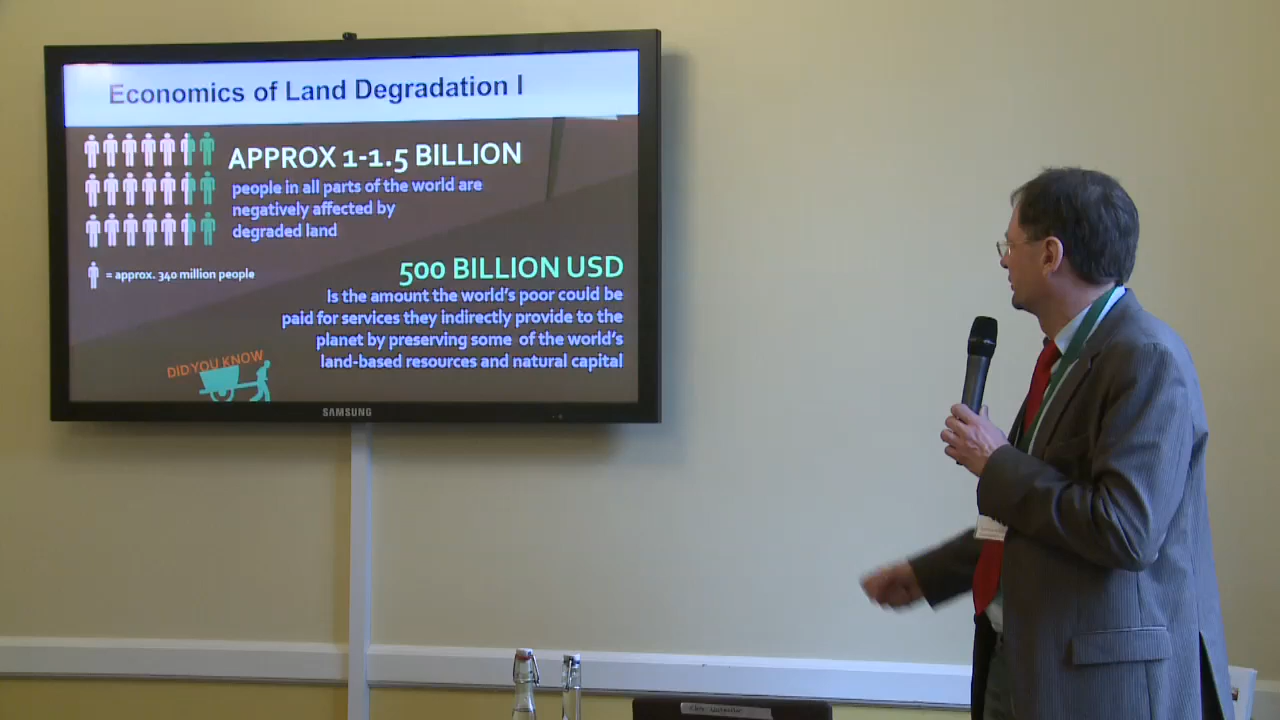 Economics of Land Degradation I
APPROX 1-1.5 BILLION
people in all parts of the world are
negatively affected by
degraded land
= approx. 340 million people
500 BILLION USD
Is the amount the world's poor could be
paid for services they indirectly provide to the
planet by preserving some of the world's
land-based resources and natural capital
DID YOU KNOW
SAMSUNG